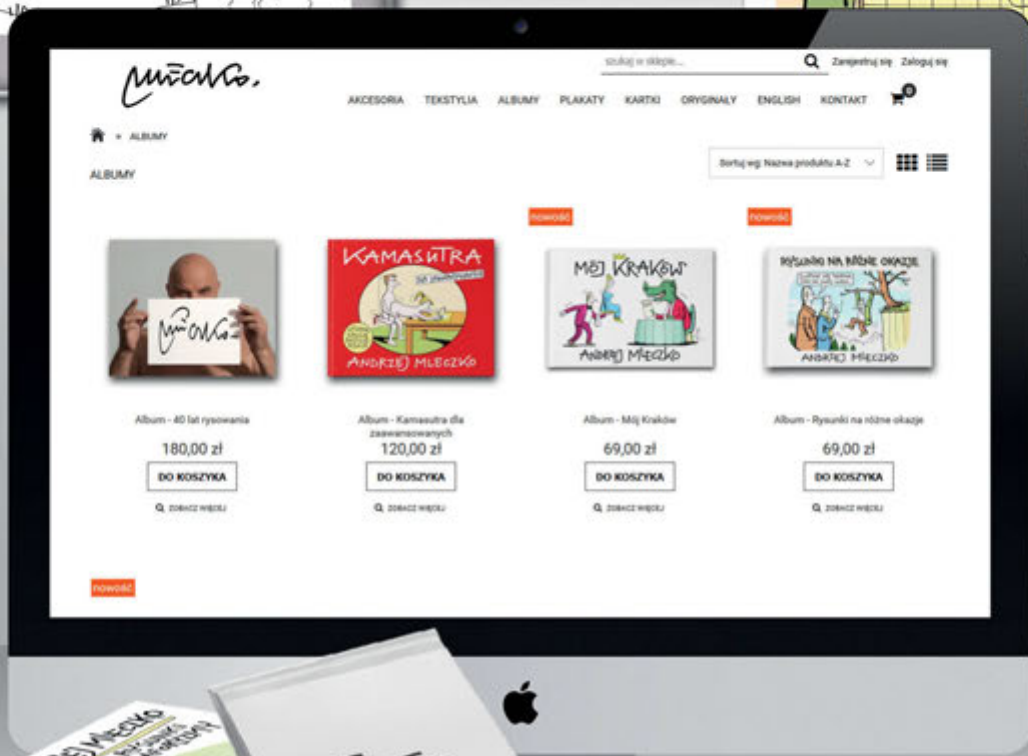 Mleczko.
szukaj w sklepie...
Zarejestruj się Zaloguj się
AKCESORIA TEKSTYLIA ALBUMY PLAKATY KARTKI ORYGINAŁY ENGLISH KONTAKT
0
» ALBUMY
ALBUMY
Sortuj wg: Nazwa produktu A-Z
nowość
nowość
Mleczko.
KAMASUTRA
ANDRZEJ MLECZKO
MÓJ KRAKÓW
ANDRZEJ MLECZKO
RYSUNKI NA RÓŻNE OKAZJE
ANDRZEJ MLECZKO
Album - 40 lat rysowania
180,00 zł
DO KOSZYKA
ZOBACZ WIĘCEJ
Album - Kamasutra dla
zaawansowanych
120,00 zł
DO KOSZYKA
ZOBACZ WIĘCEJ
Album - Mój Kraków
69,00 zł
DO KOSZYKA
ZOBACZ WIĘCEJ
Album - Rysunki na różne okazje
69,00 zł
DO KOSZYKA
ZOBACZ WIĘCEJ
nowość
MLECZKO